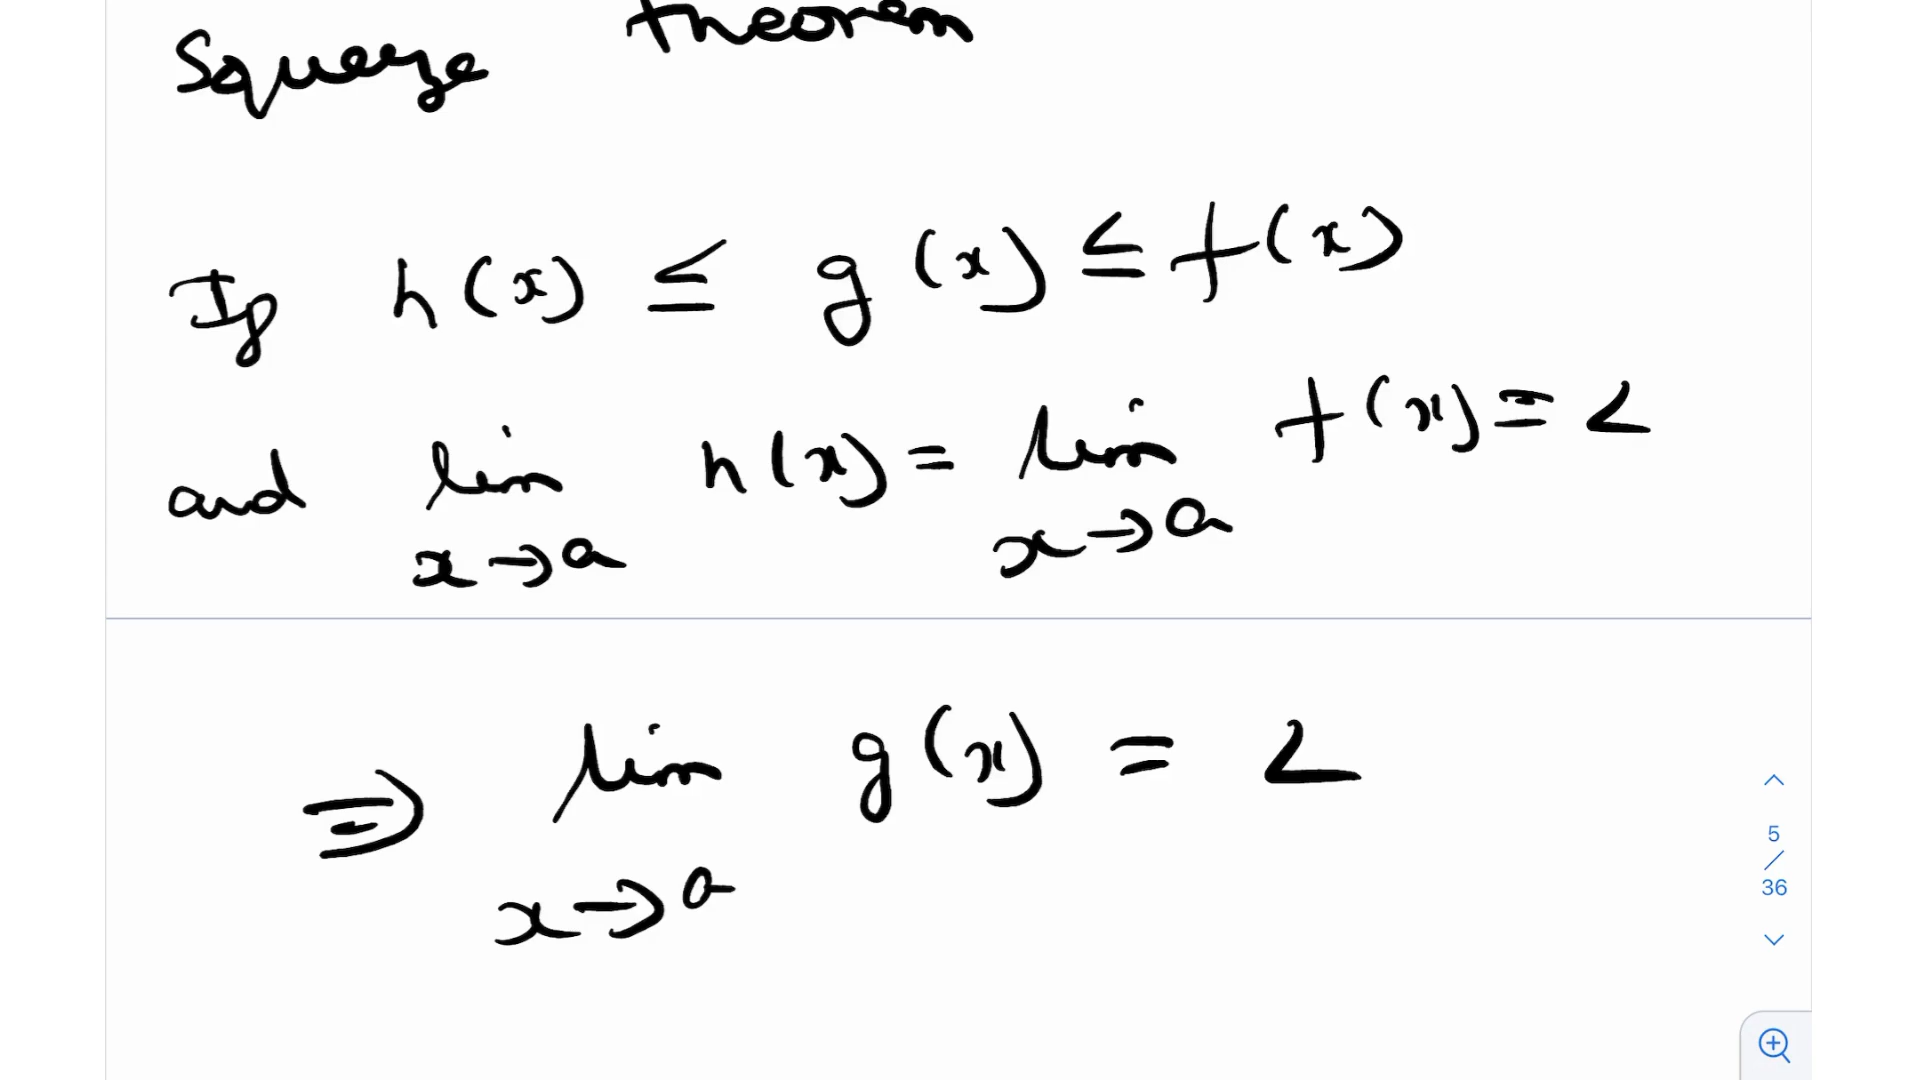 Squeeze theorem
If h(x) ≤ g(x) ≤ f(x)
and lim h(x) = lim f(x) = L
x→a x→a
⇒ lim g(x) = L
x→a
5
/
36